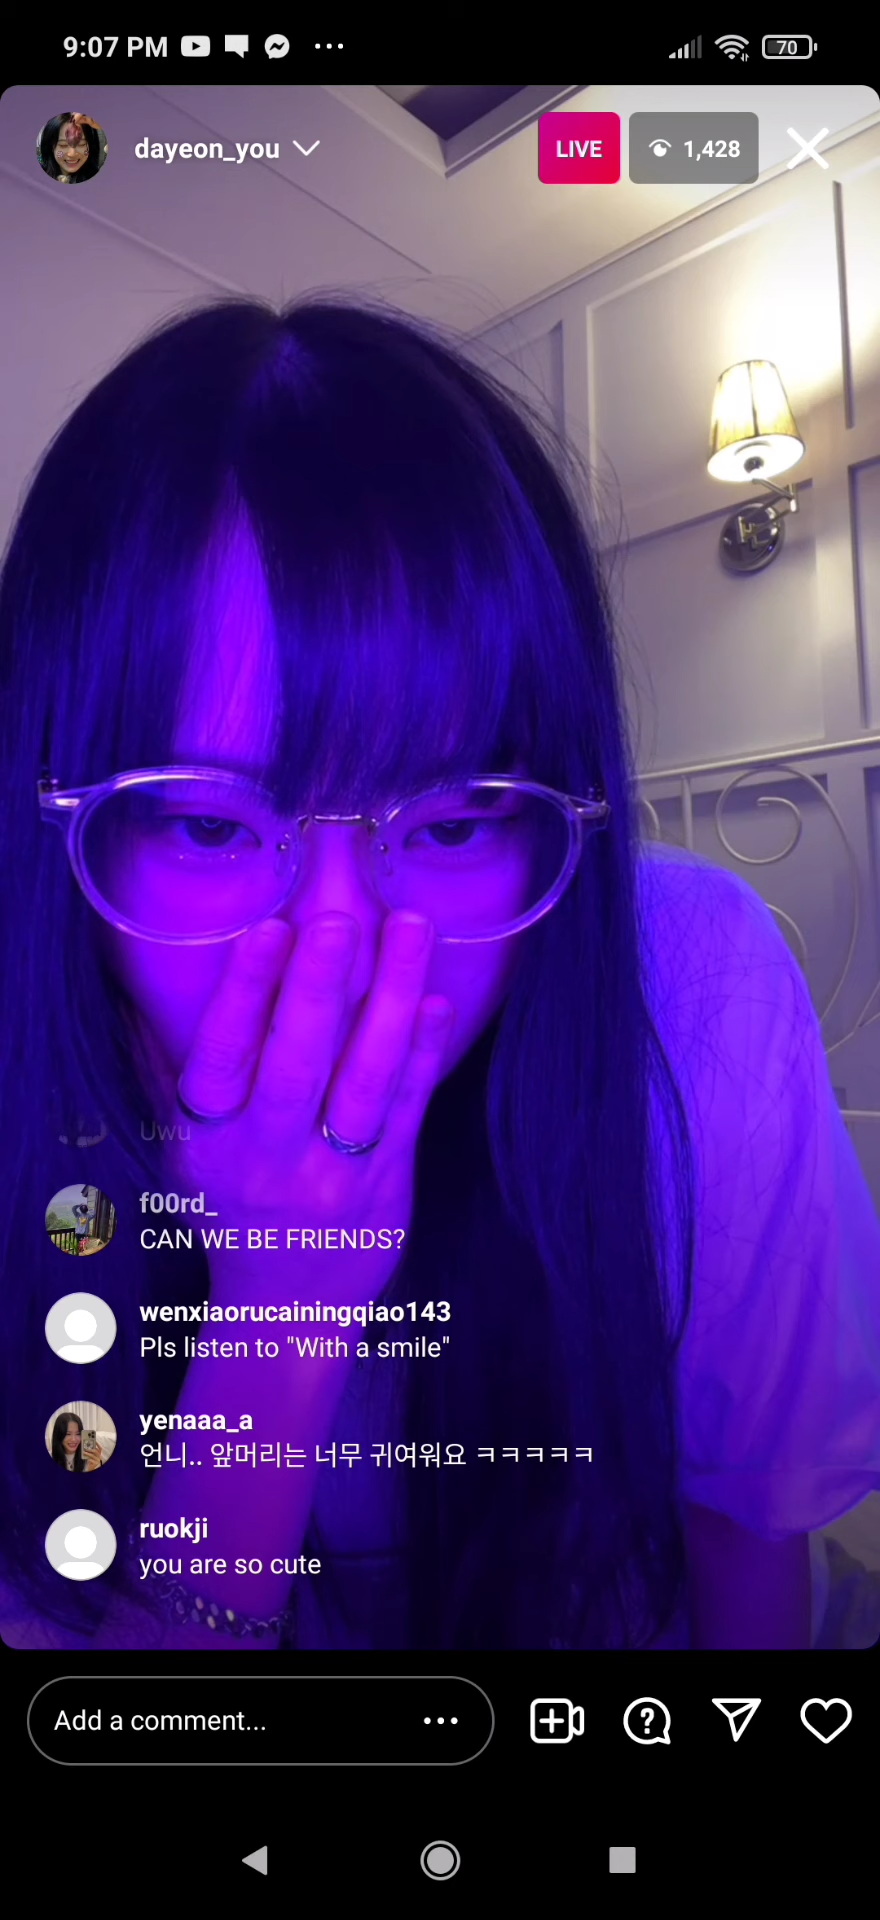 9:07 PM
70
dayeon_you
LIVE
1,428
Uwu
f00rd_
CAN WE BE FRIENDS?
wenxiaorucainingqiao143
Pls listen to "With a smile"
yenaaa_a
언니.. 앞머리는 너무 귀여워요 ㅋㅋㅋㅋㅋ
ruokji
you are so cute
Add a comment...